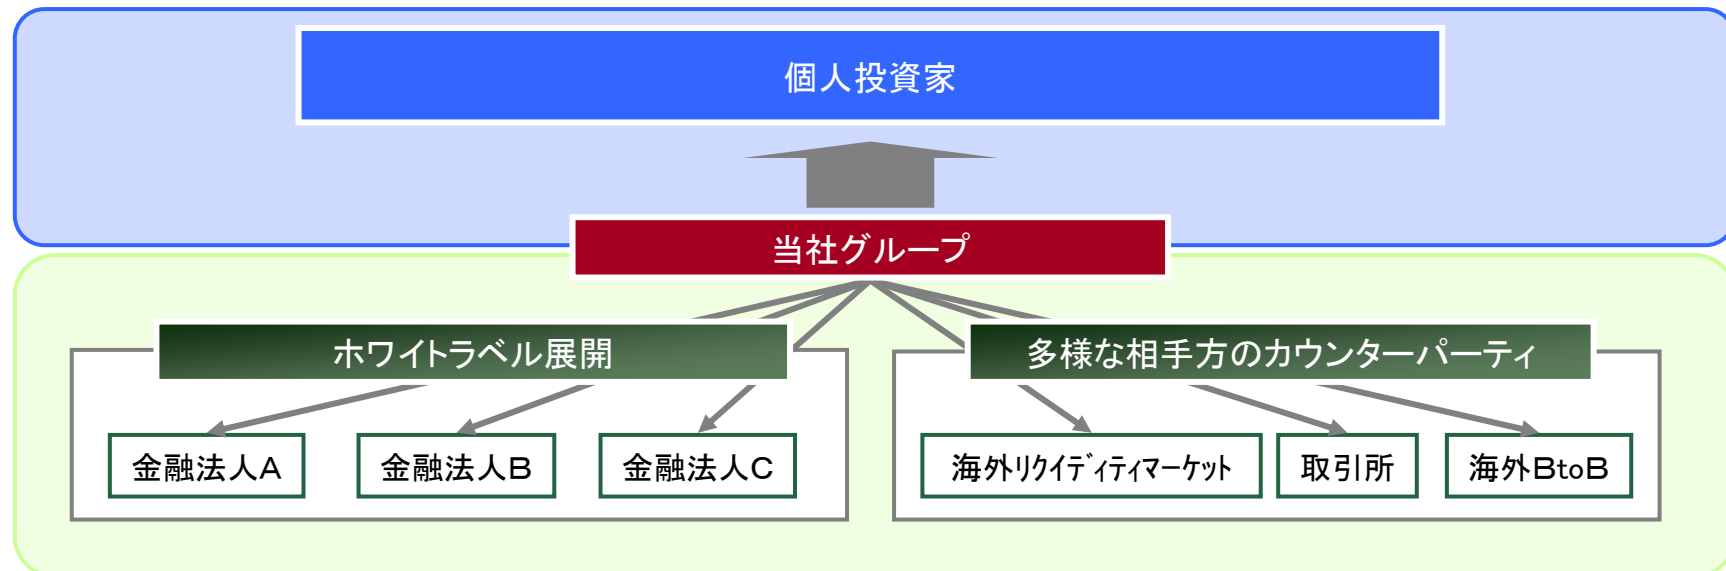 個人投資家
当社グループ
ホワイトラベル展開
多様な相手方のカウンターパーティ
金融法人A
金融法人B
金融法人C
海外ﾘｸｲﾃﾞｨﾃｨﾏｰｹｯﾄ
取引所
海外BtoB